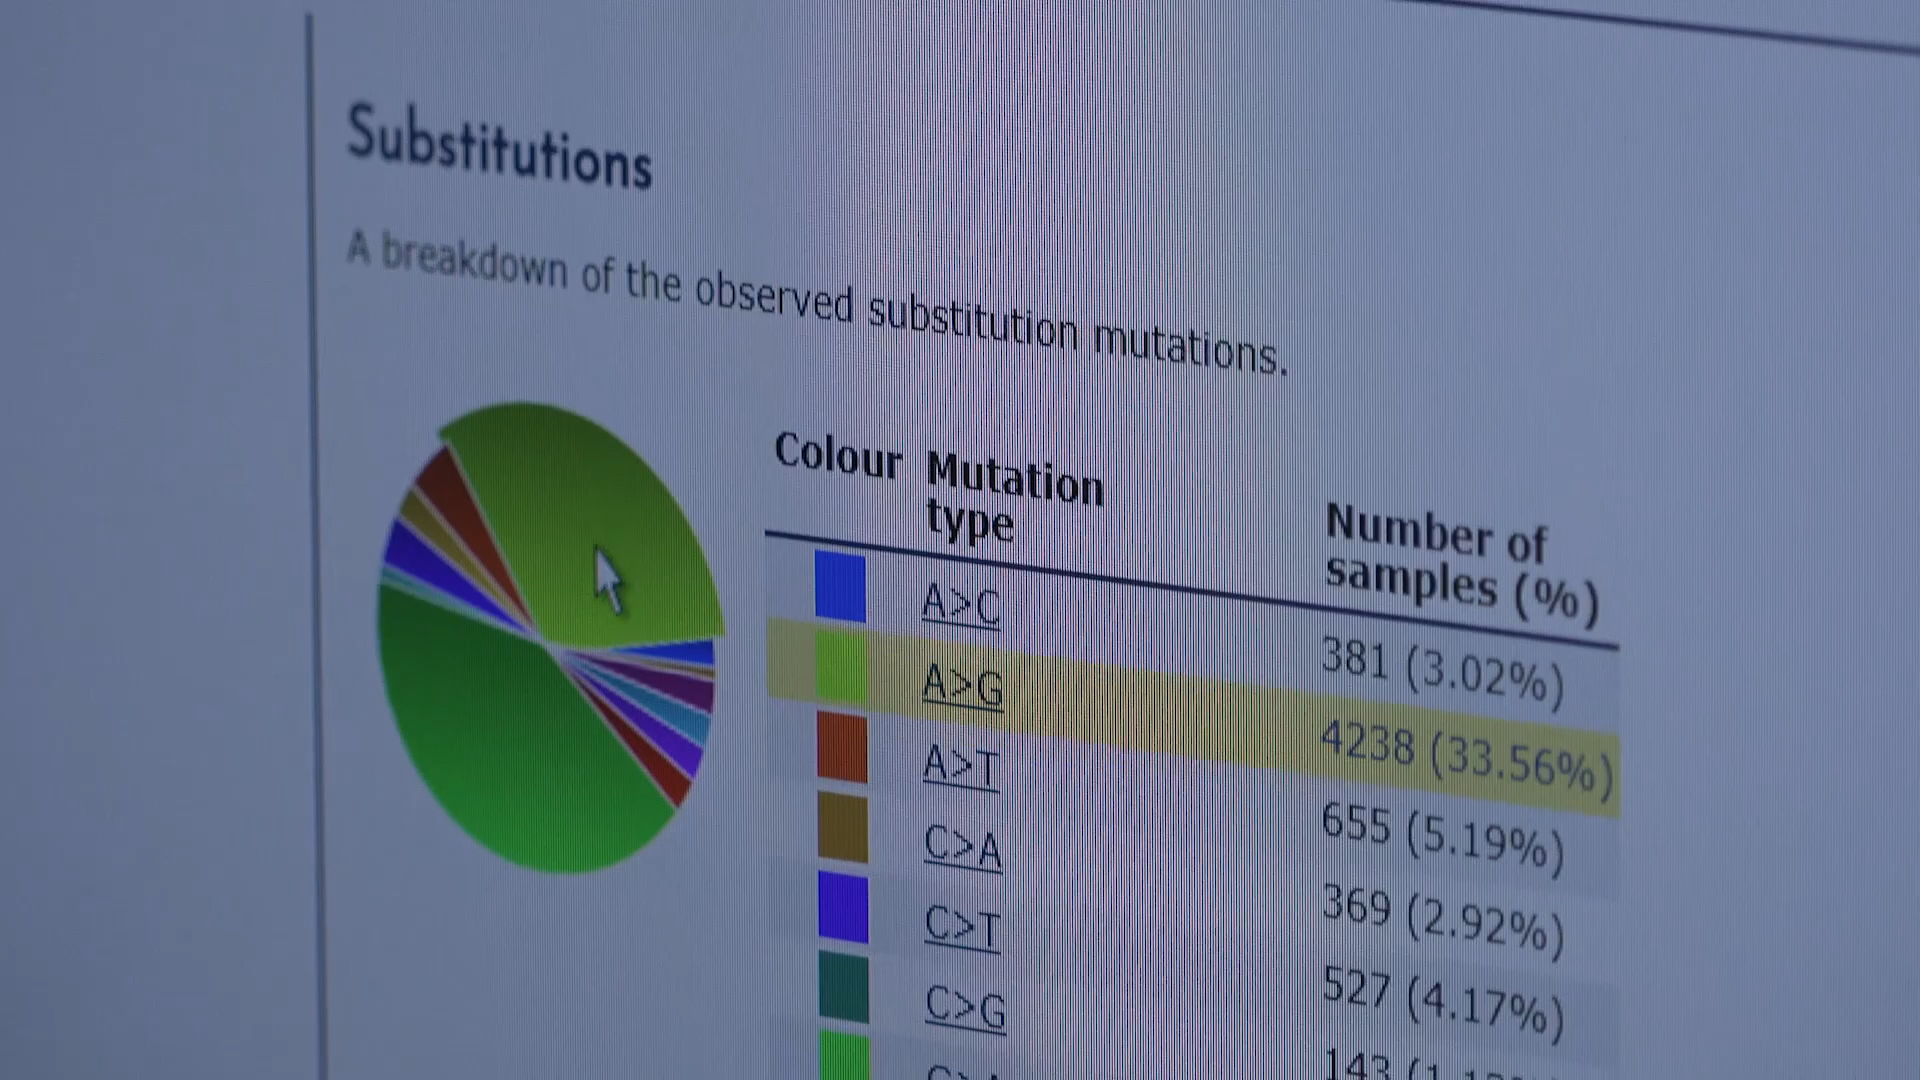 Substitutions
A breakdown of the observed substitution mutations.
Colour Mutation type Number of samples (%)
A>C 381 (3.02%)
A>G 4238 (33.56%)
A>T 655 (5.19%)
C>A 369 (2.92%)
C>T 527 (4.17%)
C>G 143